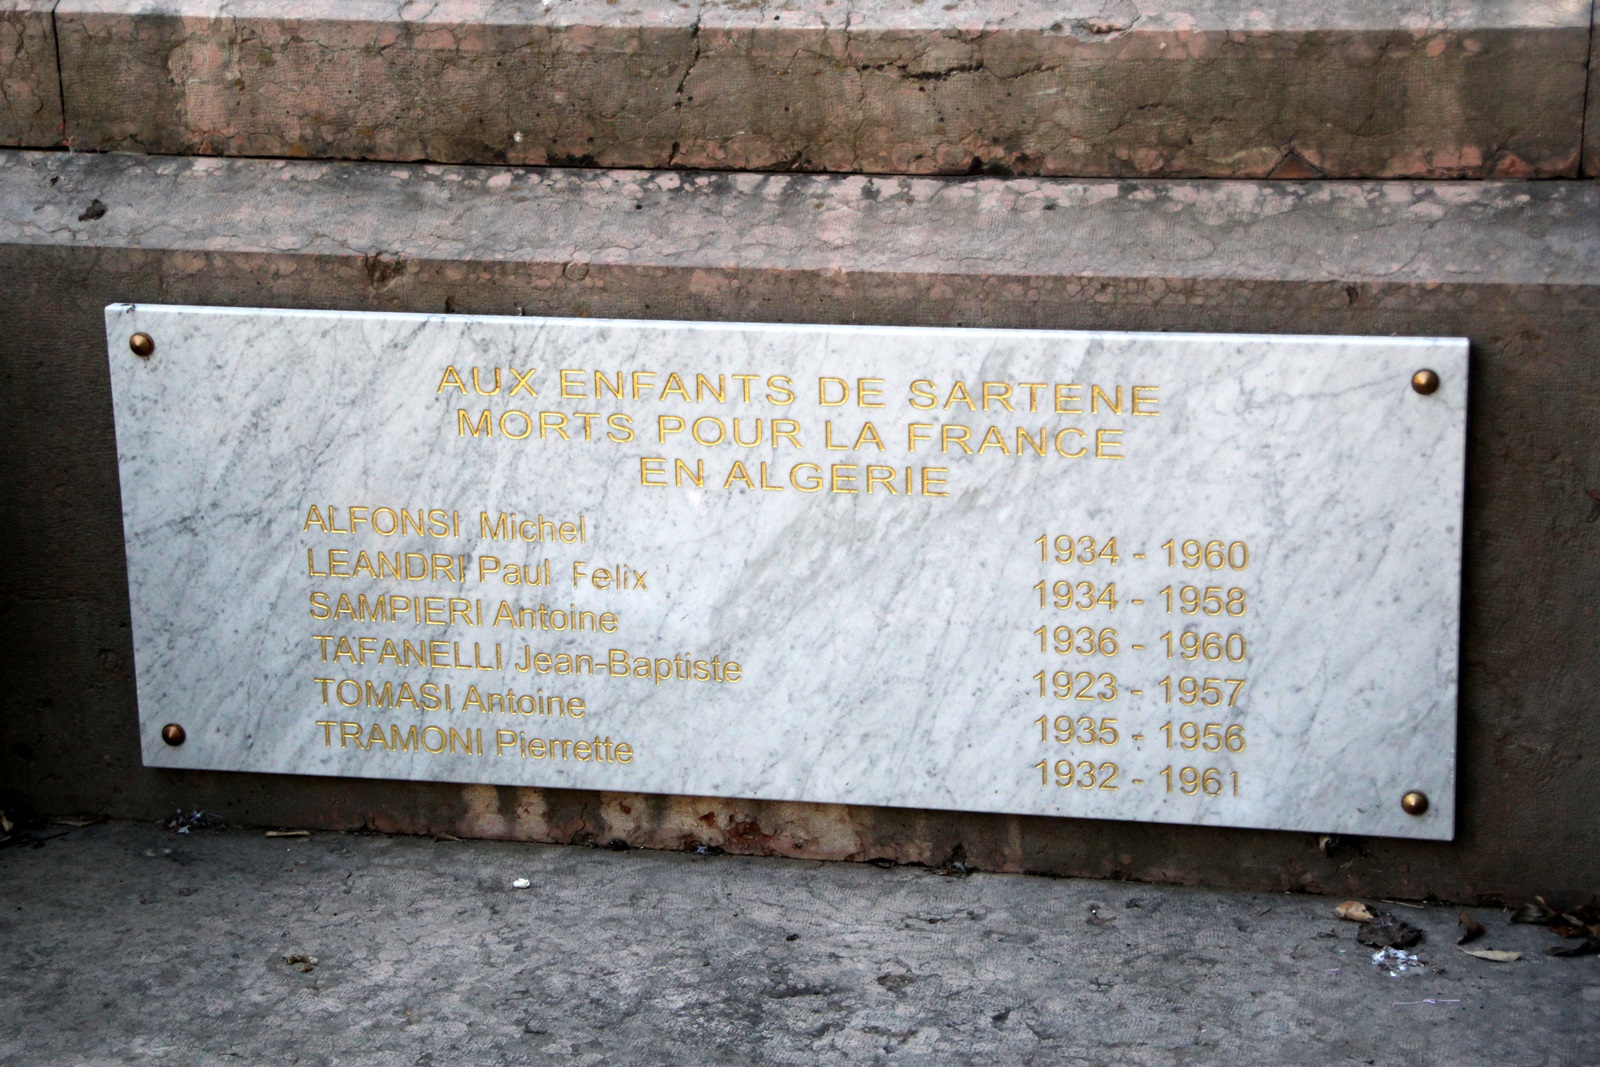 AUX ENFANTS DE SARTENE
MORTS POUR LA FRANCE
EN ALGERIE
ALFONSI Michel 1934 - 1960
LEANDRI Paul Felix 1934 - 1958
SAMPIERI Antoine 1936 - 1960
TAFANELLI Jean-Baptiste 1923 - 1957
TOMASI Antoine 1935 - 1956
TRAMONI Pierrette 1932 - 1961